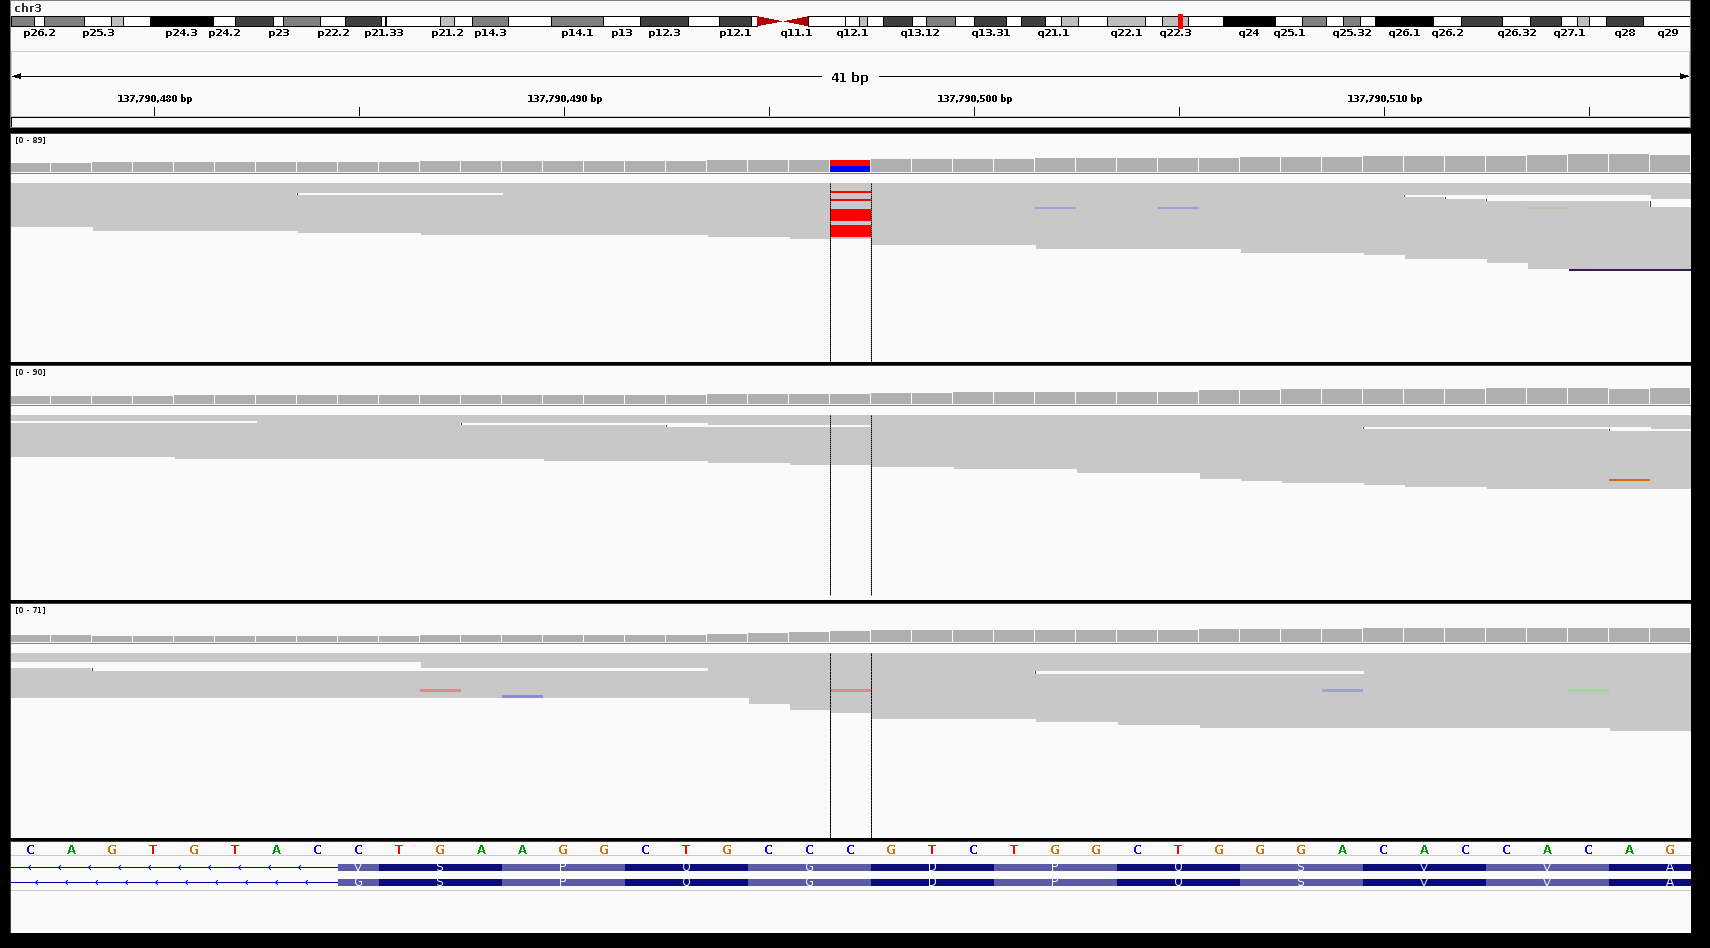 chr3
p26.2 p25.3 p24.3 p24.2 p23 p22.2 p21.33 p21.2 p14.3 p14.1 p13 p12.3 p12.1 q11.1 q12.1 q13.12 q13.31 q21.1 q22.1 q22.3 q24 q25.1 q25.32 q26.1 q26.2 q26.32 q27.1 q28 q29
41 bp
137,790,480 bp 137,790,490 bp 137,790,500 bp 137,790,510 bp
[0 - 89]
[0 - 90]
[0 - 71]
C A G T G T A C C T G A A G G C T G C C C G T C T G G C T G G G A C A C C A C A G
V S P Q G D P Q S V V A
G S P Q G D P Q S V V A